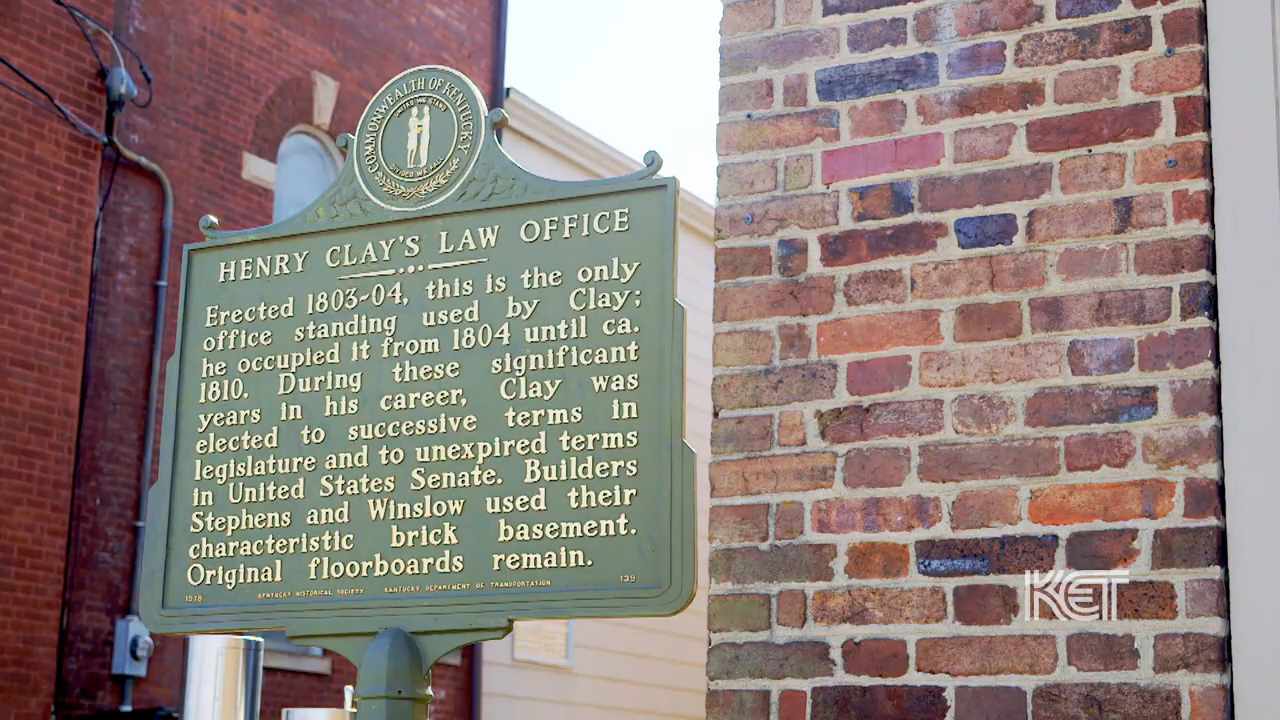 COMMONWEALTH OF KENTUCKY
UNITED WE STAND
DIVIDED WE FALL
HENRY CLAY'S LAW OFFICE
Erected 1803-04, this is the only
office standing used by Clay;
he occupied it from 1804 until ca.
1810. During these significant
years in his career, Clay was
elected to successive terms in
legislature and to unexpired terms
in United States Senate. Builders
Stephens and Winslow used their
characteristic brick basement.
Original floorboards remain.
1978 KENTUCKY HISTORICAL SOCIETY KENTUCKY DEPARTMENT OF TRANSPORTATION 139
KET